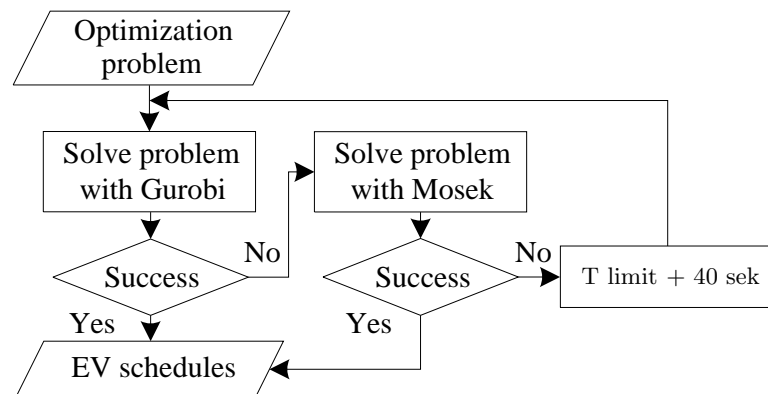 Optimization
problem
Solve problem
with Gurobi
Solve problem
with Mosek
Success
No
Success
No
T limit + 40 sek
Yes
Yes
EV schedules